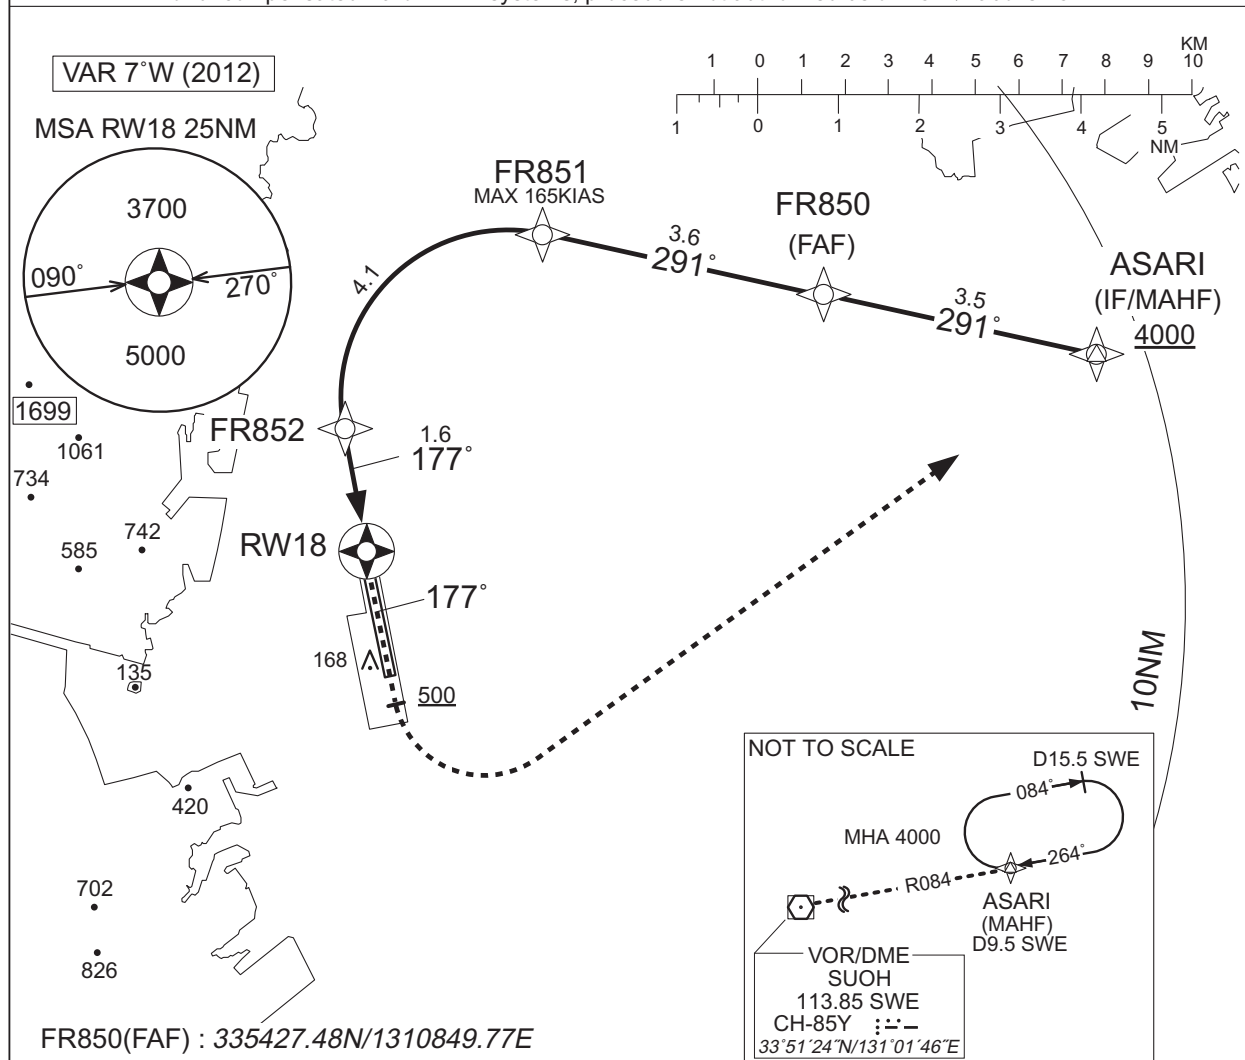 VAR 7°W (2012)
MSA RW18 25NM
3700
090°
270°
5000
1 0 1 2 3 4 5 6 7 8 9 10
KM
1 0 1 2 3 4 5
NM
FR851
MAX 165KIAS
3.6
291°
FR850
(FAF)
3.5
291°
ASARI
(IF/MAHF)
4000
4.1
FR852
1.6
177°
RW18
177°
168
500
10NM
1699
1061
734
742
585
135
420
702
826
NOT TO SCALE
D15.5 SWE
084°
MHA 4000
264°
R084
ASARI
(MAHF)
D9.5 SWE
VOR/DME
SUOH
113.85 SWE
CH-85Y
33°51′24″N/131°01′46″E
FR850(FAF) : 335427.48N/1310849.77E